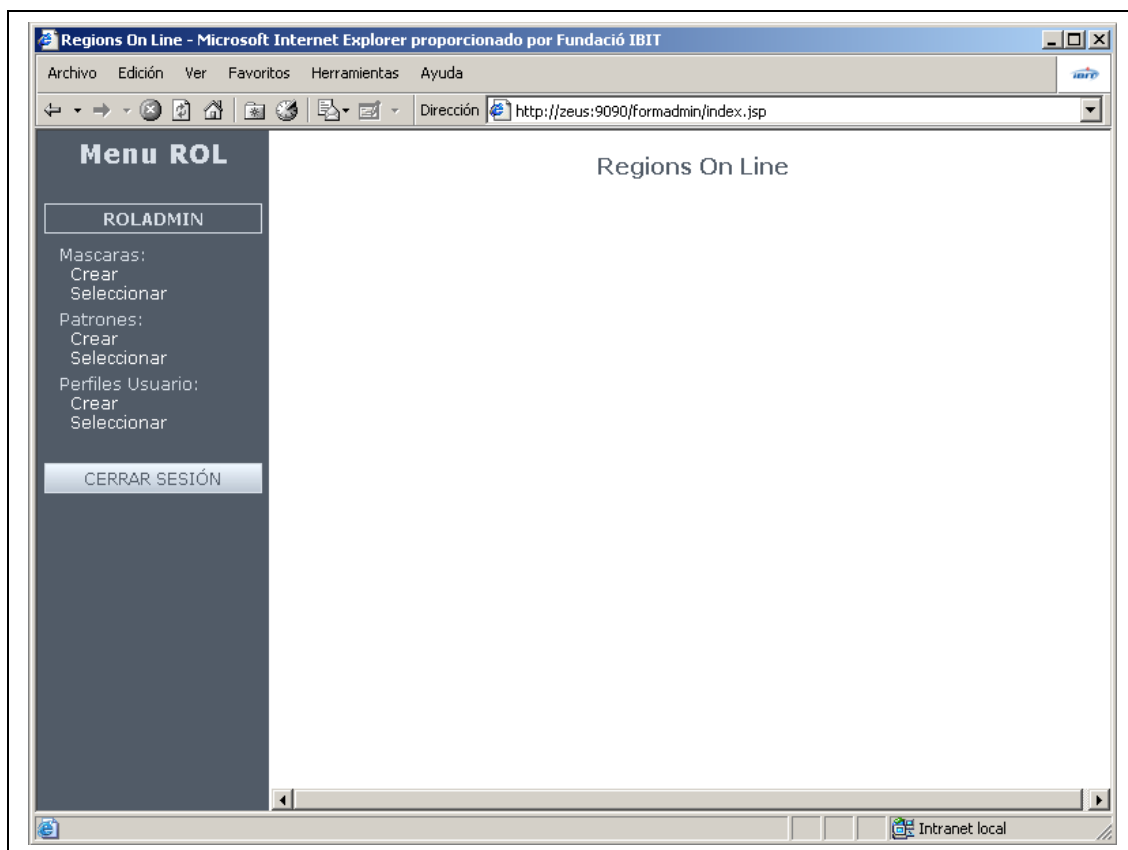 Regions On Line - Microsoft Internet Explorer proporcionado por Fundació IBIT
Archivo Edición Ver Favoritos Herramientas Ayuda
ibit
Dirección http://zeus:9090/formadmin/index.jsp
Menu ROL
Regions On Line
ROLADMIN
Mascaras:
Crear
Seleccionar
Patrones:
Crear
Seleccionar
Perfiles Usuario:
Crear
Seleccionar
CERRAR SESIÓN
Intranet local